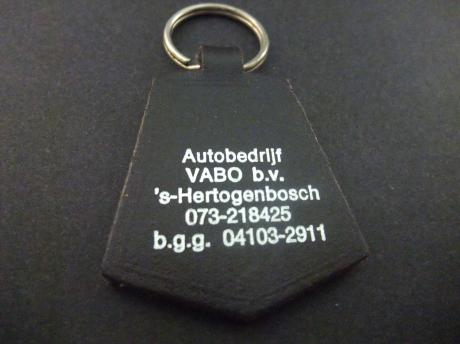 Autobedrijf
VABO b.v.
's-Hertogenbosch
073-218425
b.g.g. 04103-2911